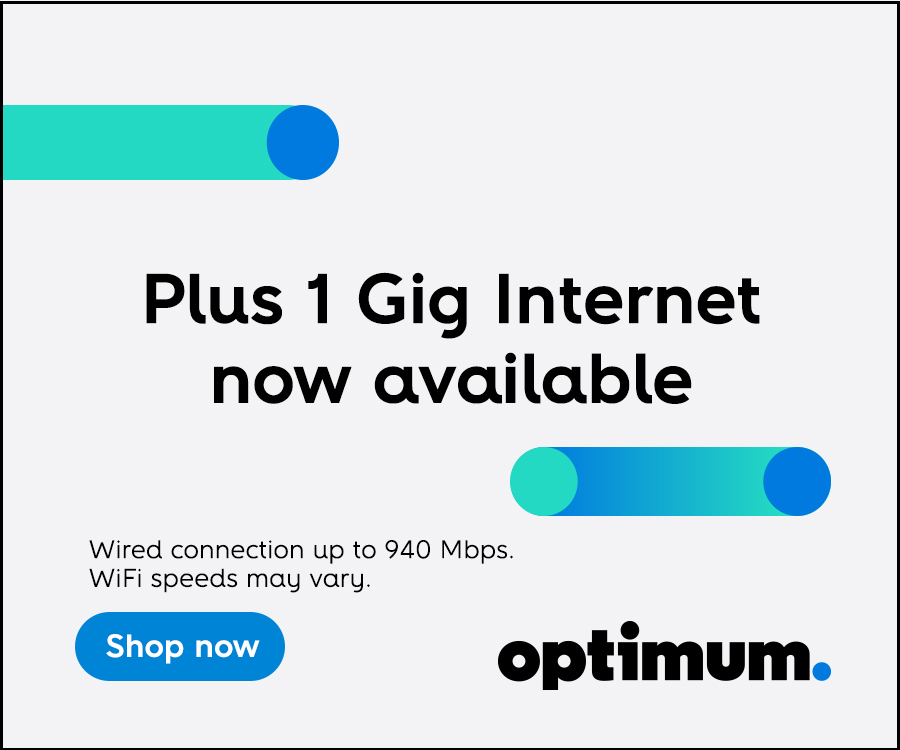 Plus 1 Gig Internet
now available
Wired connection up to 940 Mbps.
WiFi speeds may vary.
Shop now
optimum.